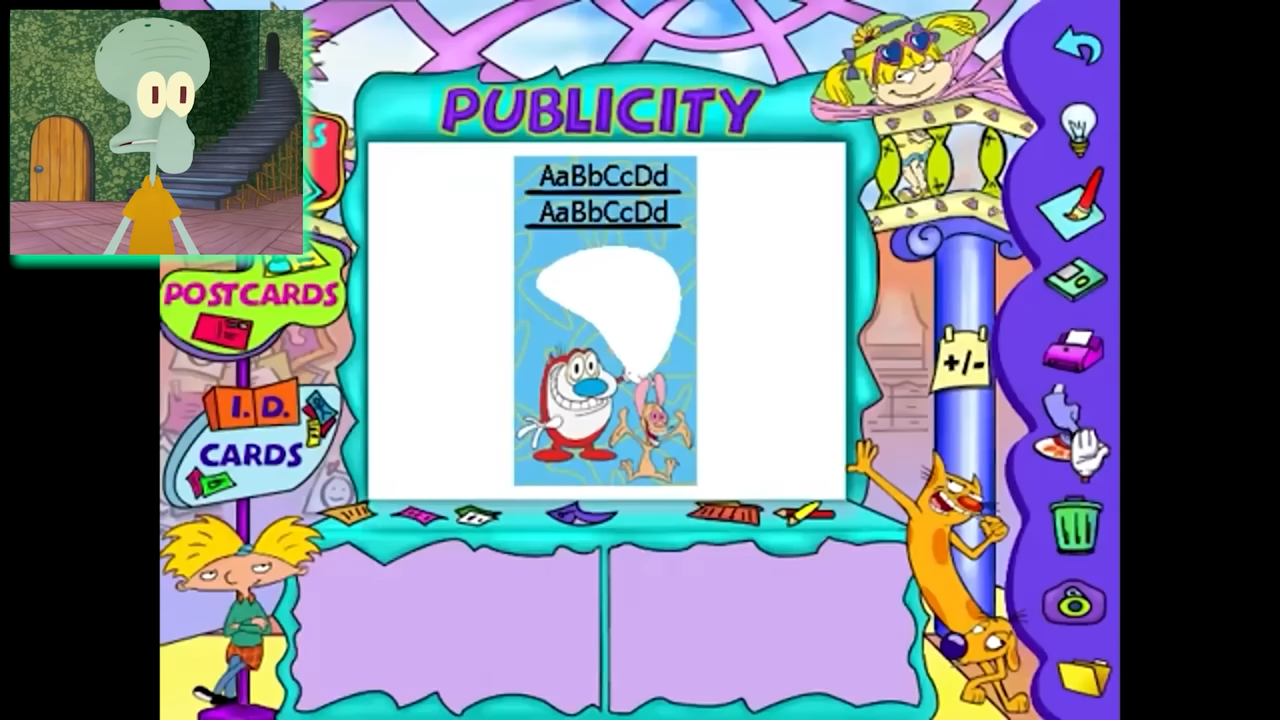 PUBLICITY
AaBbCcDd
AaBbCcDd
S
POSTCARDS
I. D.
CARDS
+/-